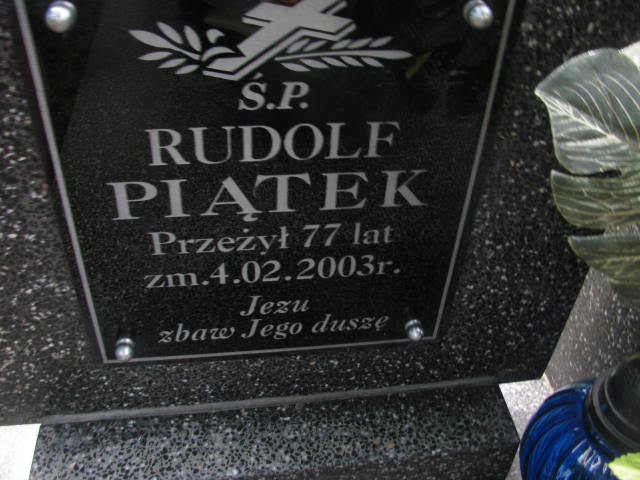 Ś.P.
RUDOLF
PIĄTEK
Przeżył 77 lat
zm.4.02.2003r.
Jezu
zbaw Jego duszę